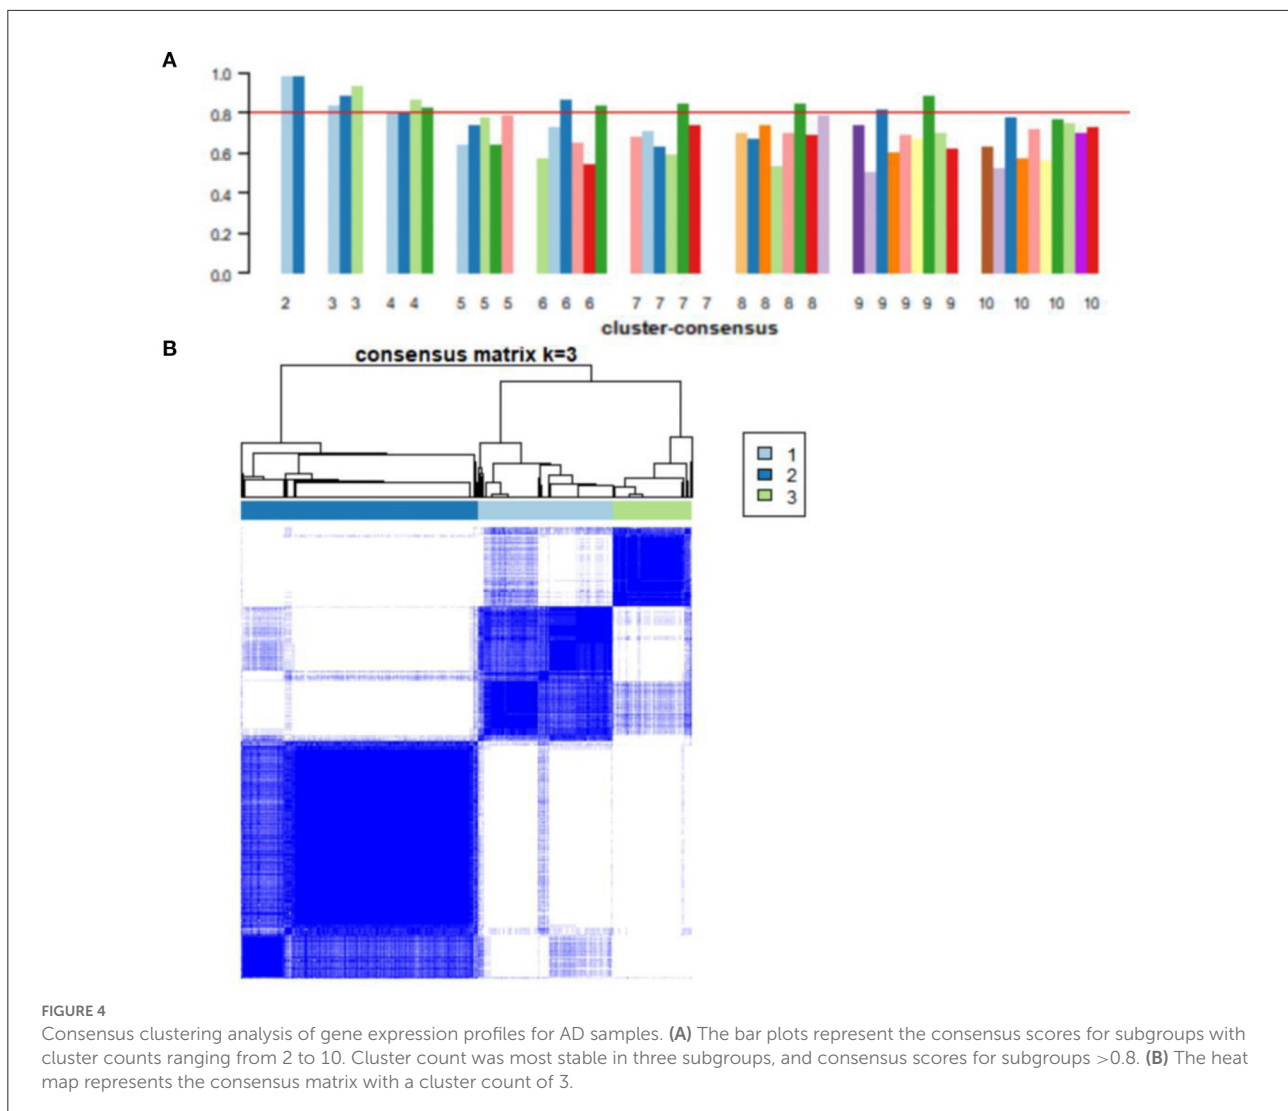 A
1.0
0.8
0.6
0.4
0.2
0.0
2 3 3 4 4 5 5 5 6 6 6 7 7 7 7 8 8 8 8 9 9 9 9 9 10 10 10 10
cluster-consensus
B
consensus matrix k=3
1
2
3
FIGURE 4
Consensus clustering analysis of gene expression profiles for AD samples. (A) The bar plots represent the consensus scores for subgroups with
cluster counts ranging from 2 to 10. Cluster count was most stable in three subgroups, and consensus scores for subgroups >0.8. (B) The heat
map represents the consensus matrix with a cluster count of 3.